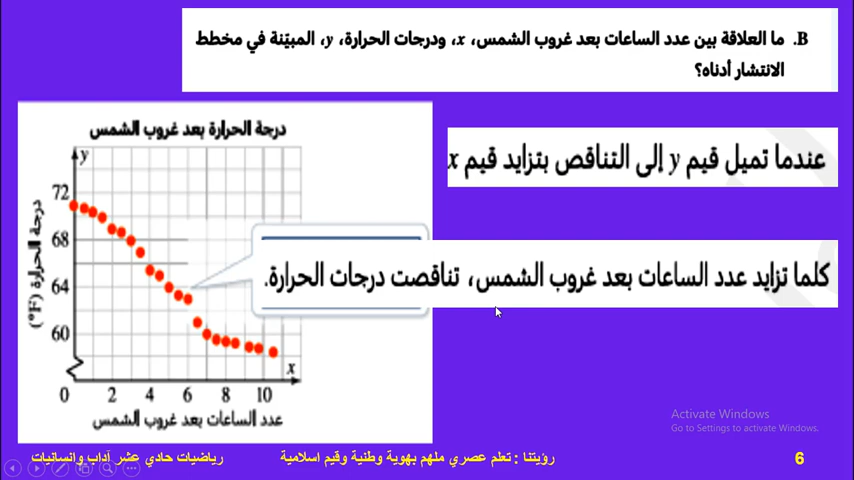 B. ما العلاقة بين عدد الساعات بعد غروب الشمس، x، ودرجات الحرارة، y، المبيّنة في مخطط
الانتشار أدناه؟
عندما تميل قيم y إلى التناقص بتزايد قيم x
كلما تزايد عدد الساعات بعد غروب الشمس، تناقصت درجات الحرارة.
درجة الحرارة بعد غروب الشمس
y
72
68
64
60
درجة الحرارة (°F)
x
0 2 4 6 8 10
عدد الساعات بعد غروب الشمس
Activate Windows
Go to Settings to activate Windows.
رياضيات حادي عشر آداب وانسانيات
رؤيتنا : تعلم عصري ملهم بهوية وطنية وقيم اسلامية
6